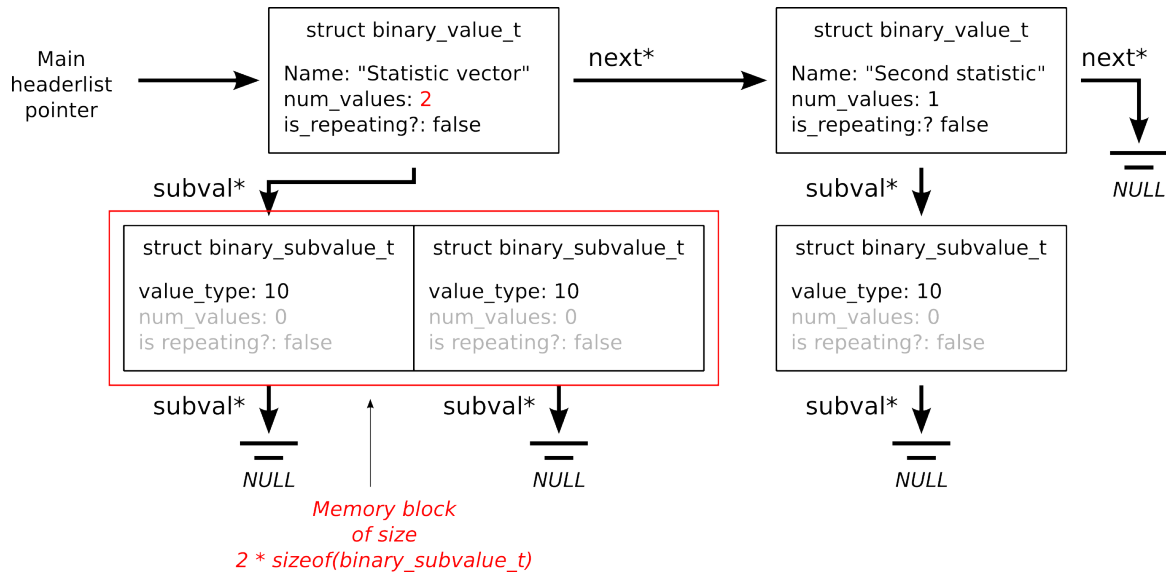 Main
headerlist
pointer
struct binary_value_t
Name: "Statistic vector"
num_values: 2
is_repeating?: false
next*
struct binary_value_t
Name: "Second statistic"
num_values: 1
is_repeating:? false
next*
NULL
subval*
subval*
struct binary_subvalue_t
value_type: 10
num_values: 0
is repeating?: false
struct binary_subvalue_t
value_type: 10
num_values: 0
is repeating?: false
struct binary_subvalue_t
value_type: 10
num_values: 0
is repeating?: false
subval*
NULL
subval*
NULL
subval*
NULL
Memory block
of size
2 * sizeof(binary_subvalue_t)